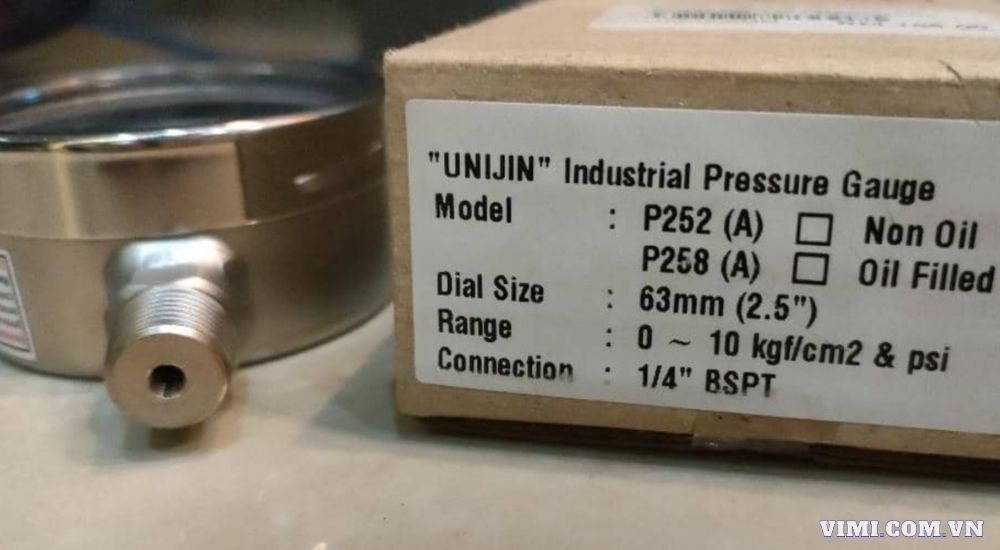 "UNIJIN" Industrial Pressure Gauge
Model : P252 (A) ☐ Non Oil
P258 (A) ☐ Oil Filled
Dial Size : 63mm (2.5")
Range : 0 ~ 10 kgf/cm2 & psi
Connection : 1/4" BSPT
VIMI.COM.VN